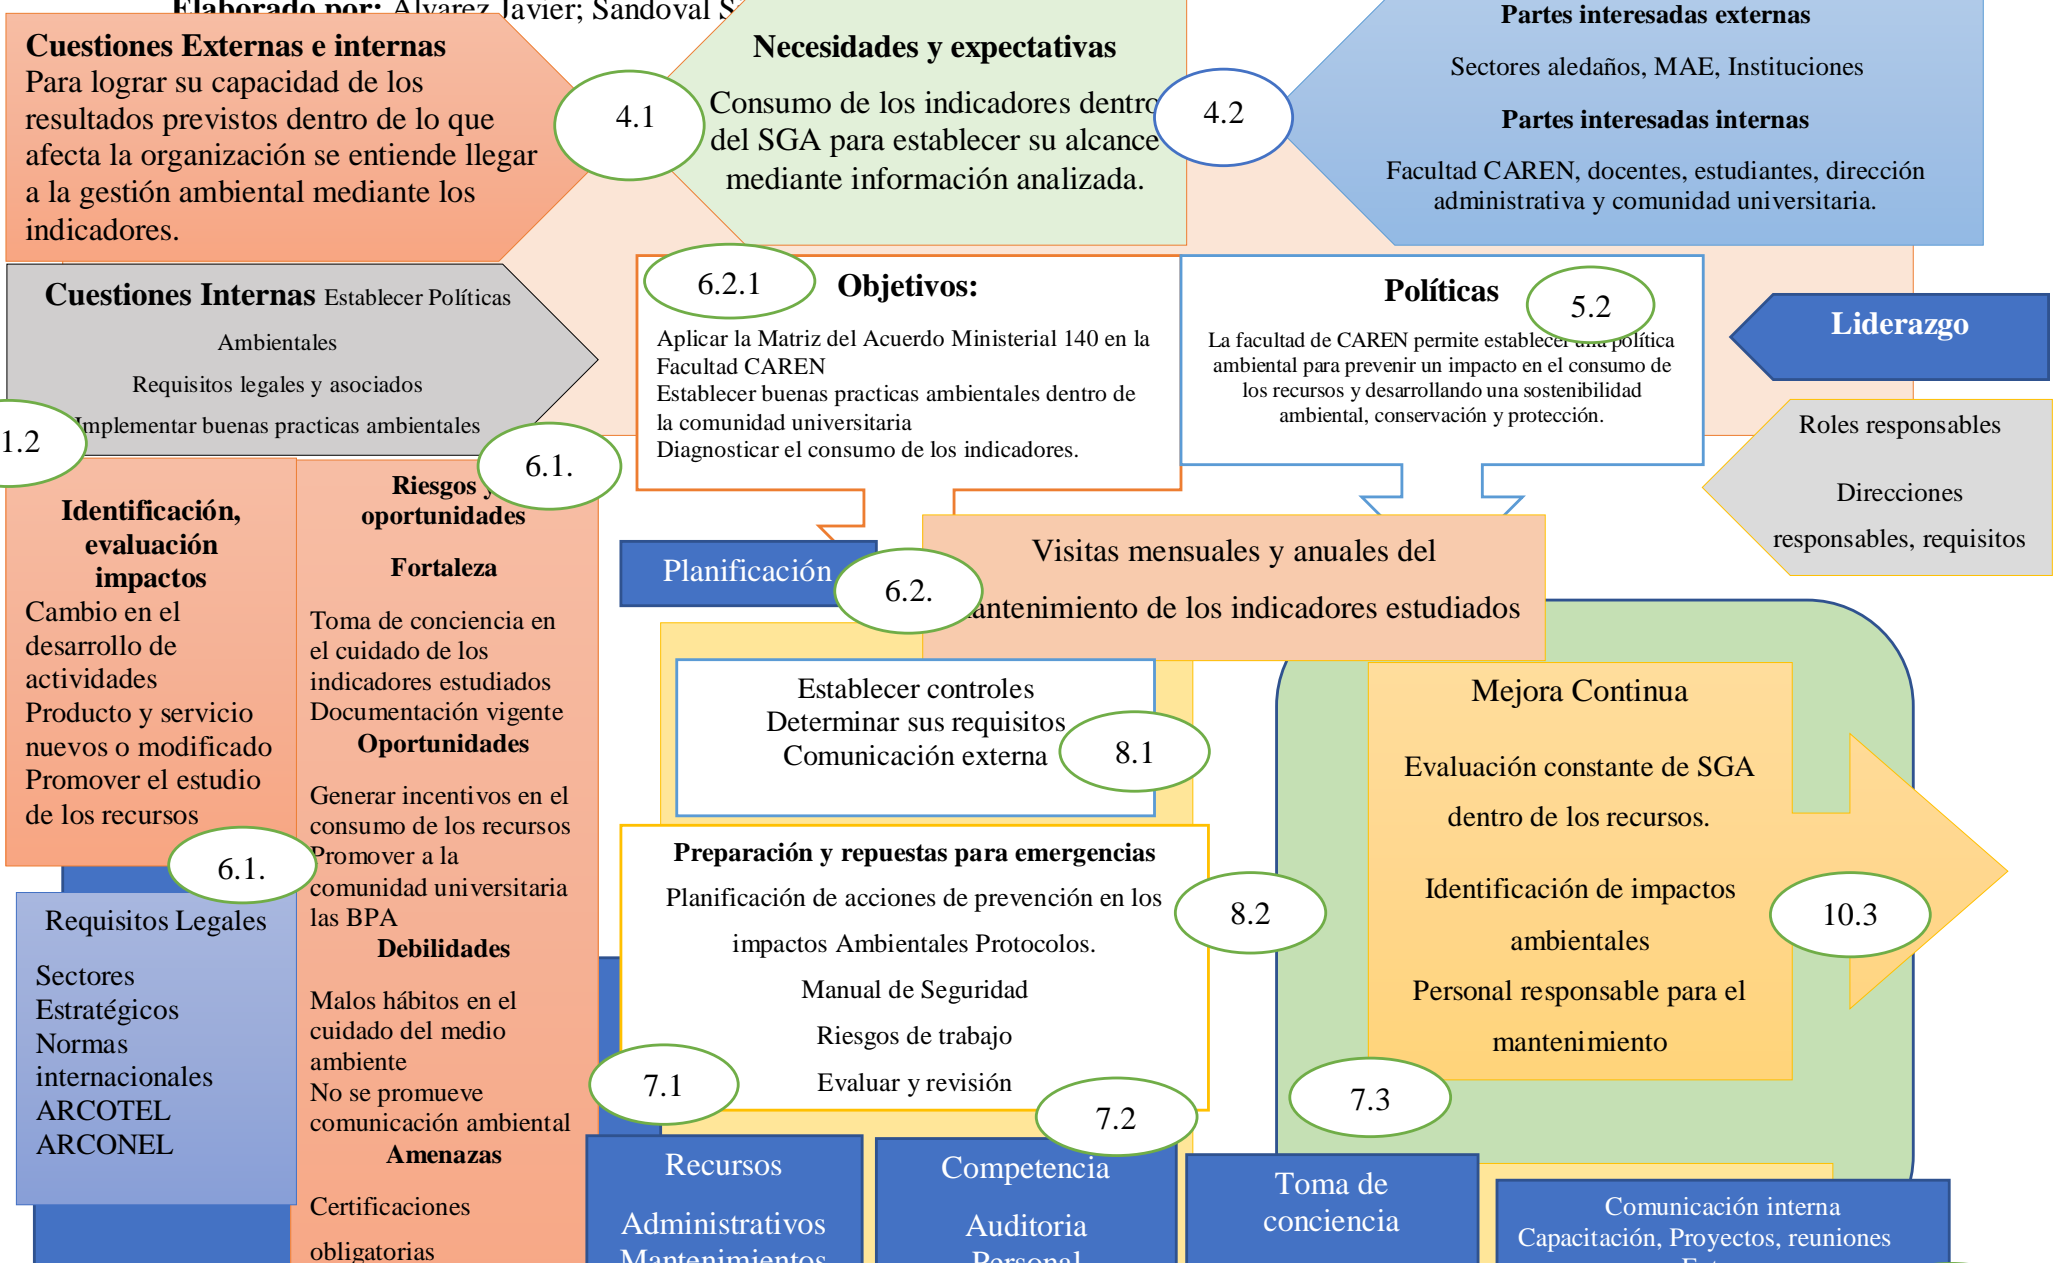 Elaborado por: Alvarez Javier; Sandoval
Cuestiones Externas e internas
Para lograr su capacidad de los
resultados previstos dentro de lo que
afecta la organización se entiende llegar
a la gestión ambiental mediante los
indicadores.
4.1
Necesidades y expectativas
Consumo de los indicadores dentro
del SGA para establecer su alcance
mediante información analizada.
4.2
Partes interesadas externas
Sectores aledaños, MAE, Instituciones
Partes interesadas internas
Facultad CAREN, docentes, estudiantes, dirección
administrativa y comunidad universitaria.
Cuestiones Internas Establecer Políticas
Ambientales
Requisitos legales y asociados
Implementar buenas practicas ambientales
1.2
6.1.
6.2.1
Objetivos:
Aplicar la Matriz del Acuerdo Ministerial 140 en la
Facultad CAREN
Establecer buenas practicas ambientales dentro de
la comunidad universitaria
Diagnosticar el consumo de los indicadores.
Políticas
5.2
La facultad de CAREN permite establecer una política
ambiental para prevenir un impacto en el consumo de
los recursos y desarrollando una sostenibilidad
ambiental, conservación y protección.
Liderazgo
Roles responsables
Direcciones
responsables, requisitos
Identificación,
evaluación
impactos
Cambio en el
desarrollo de
actividades
Producto y servicio
nuevos o modificado
Promover el estudio
de los recursos
6.1.
Requisitos Legales
Sectores
Estratégicos
Normas
internacionales
ARCOTEL
ARCONEL
Riesgos y
oportunidades
Fortaleza
Toma de conciencia en
el cuidado de los
indicadores estudiados
Documentación vigente
Oportunidades
Generar incentivos en el
consumo de los recursos
Promover a la
comunidad universitaria
las BPA
Debilidades
Malos hábitos en el
cuidado del medio
ambiente
No se promueve
comunicación ambiental
Amenazas
Certificaciones
obligatorias
Planificación
6.2.
Visitas mensuales y anuales del
antenimiento de los indicadores estudiados
Establecer controles
Determinar sus requisitos
Comunicación externa
8.1
Preparación y repuestas para emergencias
Planificación de acciones de prevención en los
impactos Ambientales Protocolos.
Manual de Seguridad
Riesgos de trabajo
Evaluar y revisión
8.2
Mejora Continua
Evaluación constante de SGA
dentro de los recursos.
Identificación de impactos
ambientales
Personal responsable para el
mantenimiento
10.3
7.1
7.2
7.3
Recursos
Administrativos
Mantenimientos
Competencia
Auditoria
Personal
Toma de
conciencia
Comunicación interna
Capacitación, Proyectos, reuniones